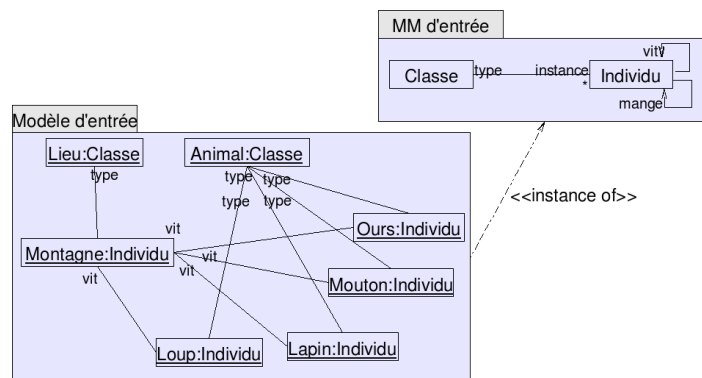 MM d'entrée
vit
Classe
type
instance
*
Individu
mange
Modèle d'entrée
Lieu:Classe
Animal:Classe
type
type
type
type
type
<<instance of>>
Ours:Individu
vit
Montagne:Individu
vit
vit
vit
Mouton:Individu
Loup:Individu
Lapin:Individu